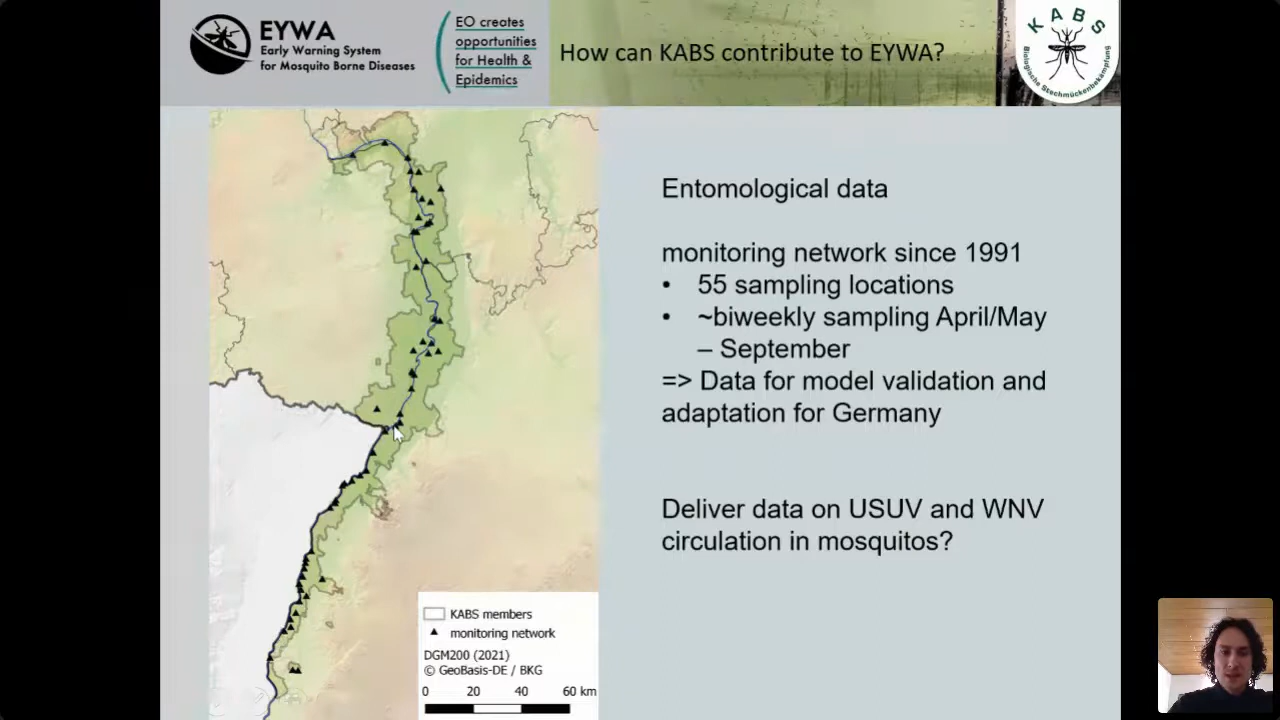 EYWA
Early Warning System
for Mosquito Borne Diseases
EO creates
opportunities
for Health &
Epidemics
How can KABS contribute to EYWA?
KABS
Biologische Stechmückenbekämpfung
Entomological data
monitoring network since 1991
• 55 sampling locations
• ~biweekly sampling April/May
– September
=> Data for model validation and
adaptation for Germany
Deliver data on USUV and WNV
circulation in mosquitos?
KABS members
monitoring network
DGM200 (2021)
© GeoBasis-DE / BKG
0 20 40 60 km